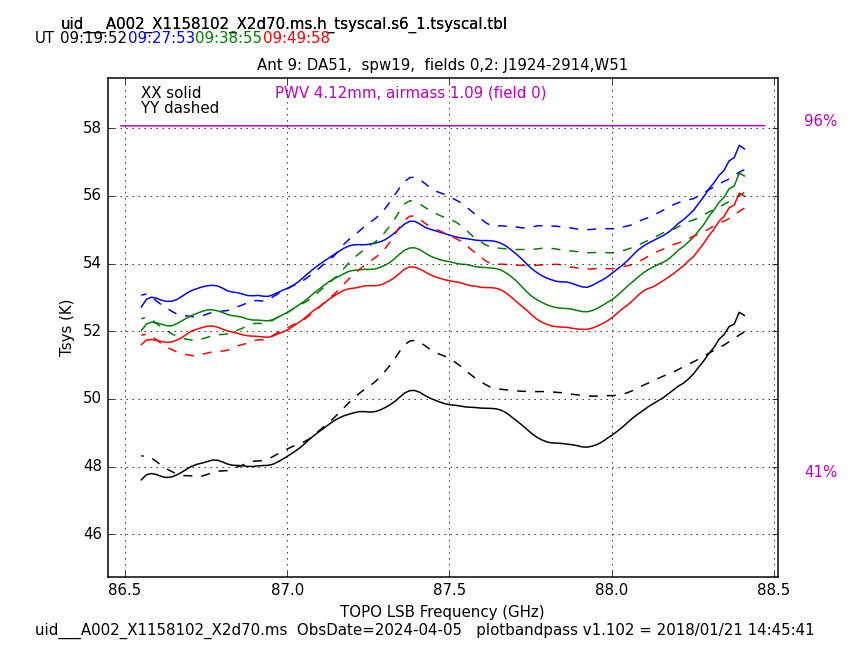 uid___A002_X1158102_X2d70.ms.h_tsyscal.s6_1.tsyscal.tbl
UT 09:19:52 09:27:53 09:38:55 09:49:58
Ant 9: DA51,  spw19,  fields 0,2: J1924-2914,W51
XX solid
PWV 4.12mm, airmass 1.09 (field 0)
YY dashed
96%
58
56
54
52
50
48
46
41%
Tsys (K)
86.5 87.0 87.5 88.0 88.5
TOPO LSB Frequency (GHz)
uid___A002_X1158102_X2d70.ms  ObsDate=2024-04-05   plotbandpass v1.102 = 2018/01/21 14:45:41